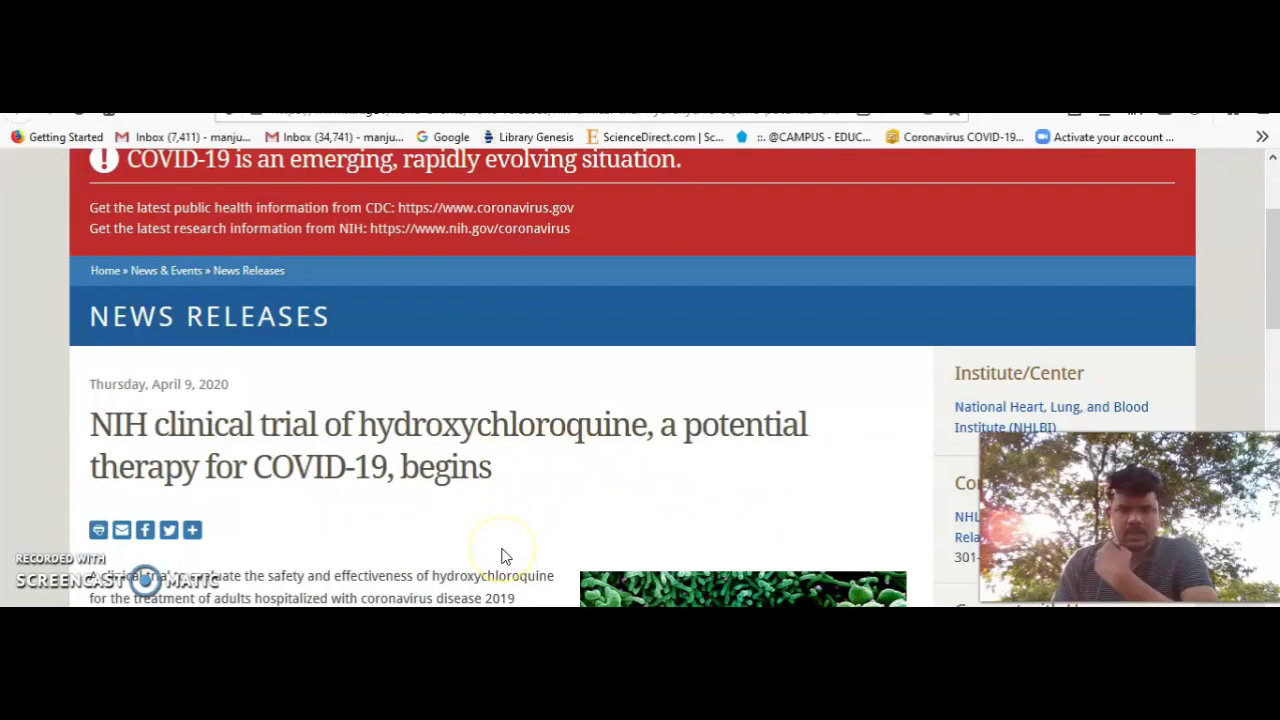 Getting Started
Inbox (7,411) - manju...
Inbox (34,741) - manju...
Google
Library Genesis
ScienceDirect.com | Sc...
::. @CAMPUS - EDUC...
Coronavirus COVID-19...
Activate your account ...
COVID-19 is an emerging, rapidly evolving situation.
Get the latest public health information from CDC: https://www.coronavirus.gov
Get the latest research information from NIH: https://www.nih.gov/coronavirus
Home » News & Events » News Releases
NEWS RELEASES
Thursday, April 9, 2020
NIH clinical trial of hydroxychloroquine, a potential
therapy for COVID-19, begins
A clinical trial to evaluate the safety and effectiveness of hydroxychloroquine
for the treatment of adults hospitalized with coronavirus disease 2019
Institute/Center
National Heart, Lung, and Blood
Institute (NHLBI)
NHL
301-
RECORDED WITH
SCREENCAST MATIC